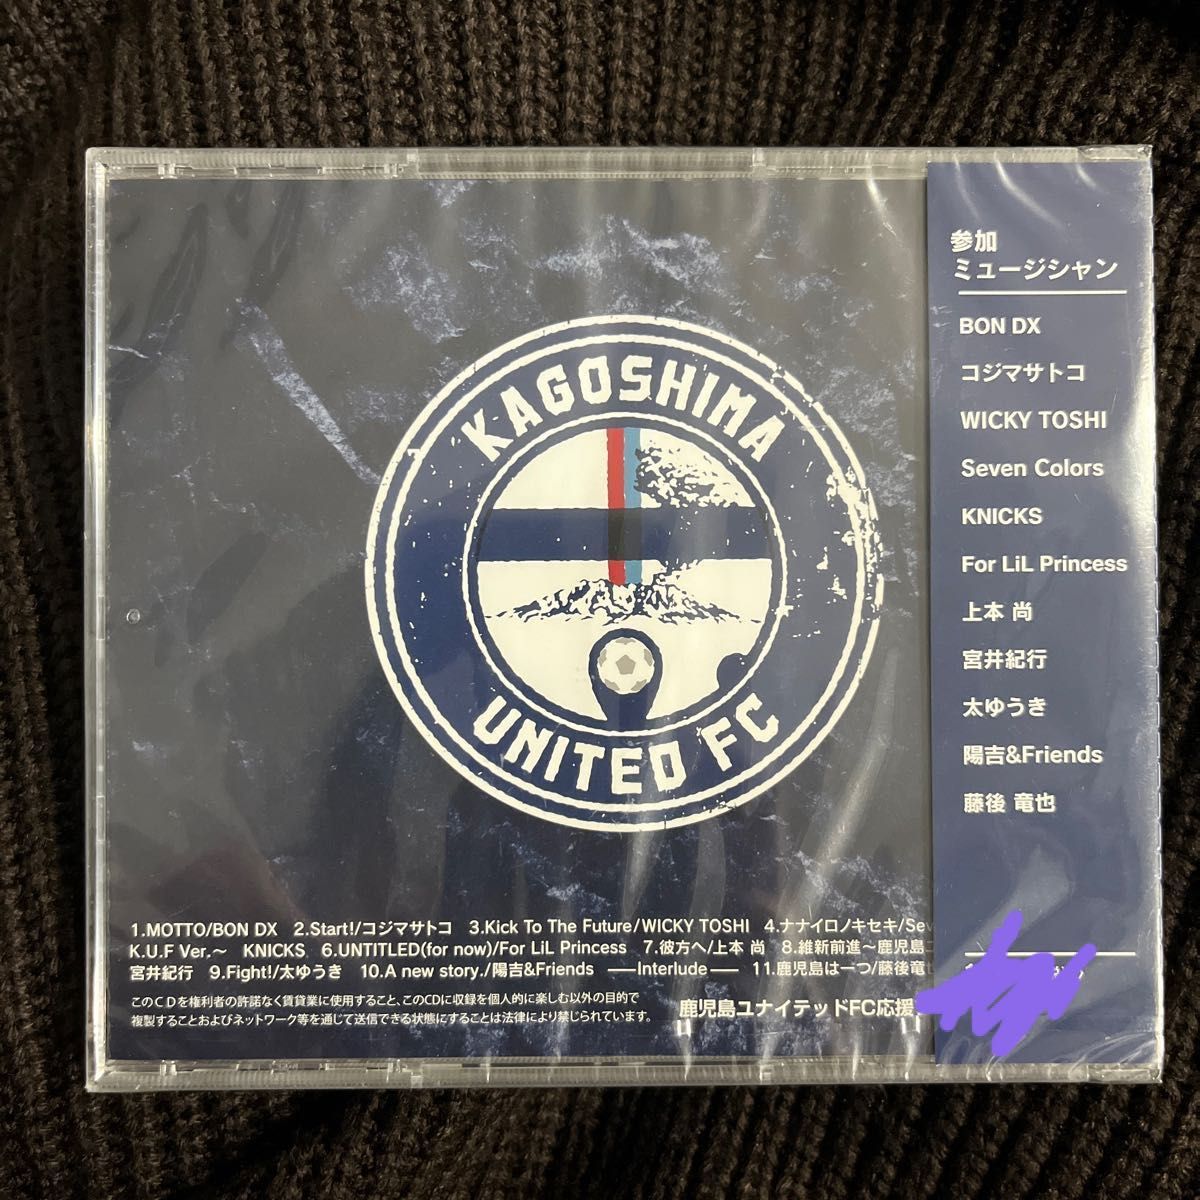 KAGOSHIMA
UNITED FC
参加
ミュージシャン
BON DX
コジマサトコ
WICKY TOSHI
Seven Colors
KNICKS
For LiL Princess
上本 尚
宮井紀行
太ゆうき
陽吉&Friends
藤後 竜也
1.MOTTO/BON DX 2.Start!/コジマサトコ 3.Kick To The Future/WICKY TOSHI 4.ナナイロノキセキ/Sev
K.U.F Ver.〜 KNICKS 6.UNTITLED(for now)/For LiL Princess 7.彼方へ/上本 尚 8.維新前進〜鹿児島
宮井紀行 9.Fight!/太ゆうき 10.A new story./陽吉&Friends ―Interlude― 11.鹿児島は一つ/藤後竜
このCDを権利者の許諾なく賃貸業に使用すること、このCDに収録を個人的に楽しむ以外の目的で
複製することおよびネットワーク等を通じて送信できる状態にすることは法律により禁じられています。
鹿児島ユナイテッドFC応援